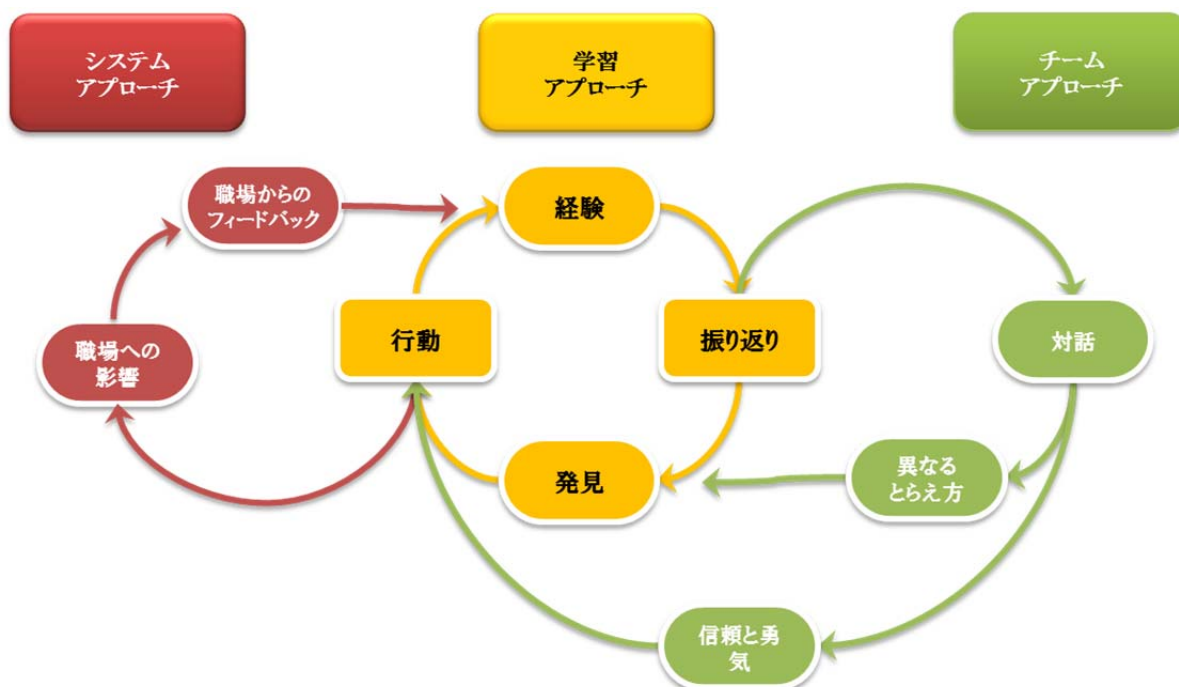 システム
アプローチ
学習
アプローチ
チーム
アプローチ
職場からの
フィードバック
経験
職場への
影響
行動
振り返り
対話
発見
異なる
とらえ方
信頼と勇
気